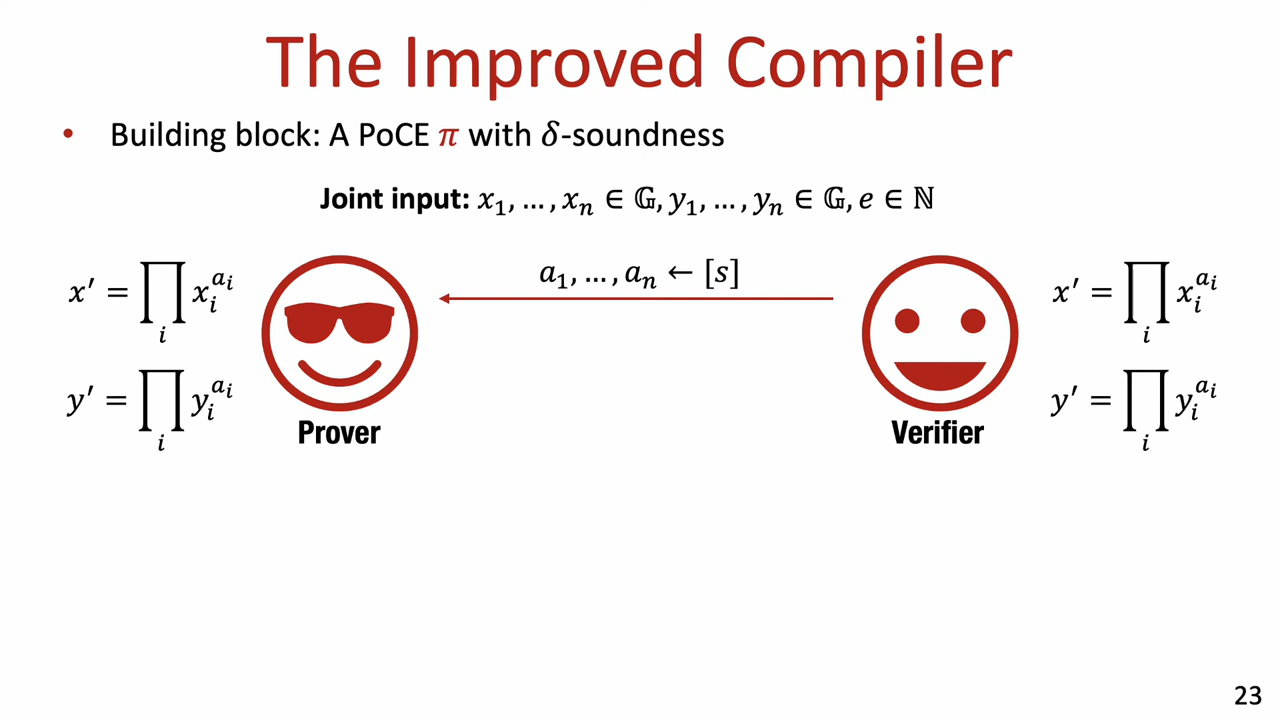 The Improved Compiler
• Building block: A PoCE π with δ-soundness
Joint input: x₁, …, xₙ ∈ 𝔾, y₁, …, yₙ ∈ 𝔾, e ∈ ℕ
a₁, …, aₙ ← [s]
x′ = ∏ᵢ xᵢ^{aᵢ}
y′ = ∏ᵢ yᵢ^{aᵢ}
Prover
x′ = ∏ᵢ xᵢ^{aᵢ}
y′ = ∏ᵢ yᵢ^{aᵢ}
Verifier
23